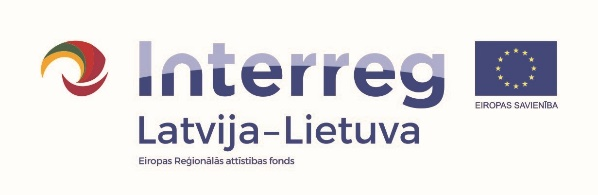 Interreg
EIROPAS SAVIENĪBA
Latvija–Lietuva
Eiropas Reģionālās attīstības fonds